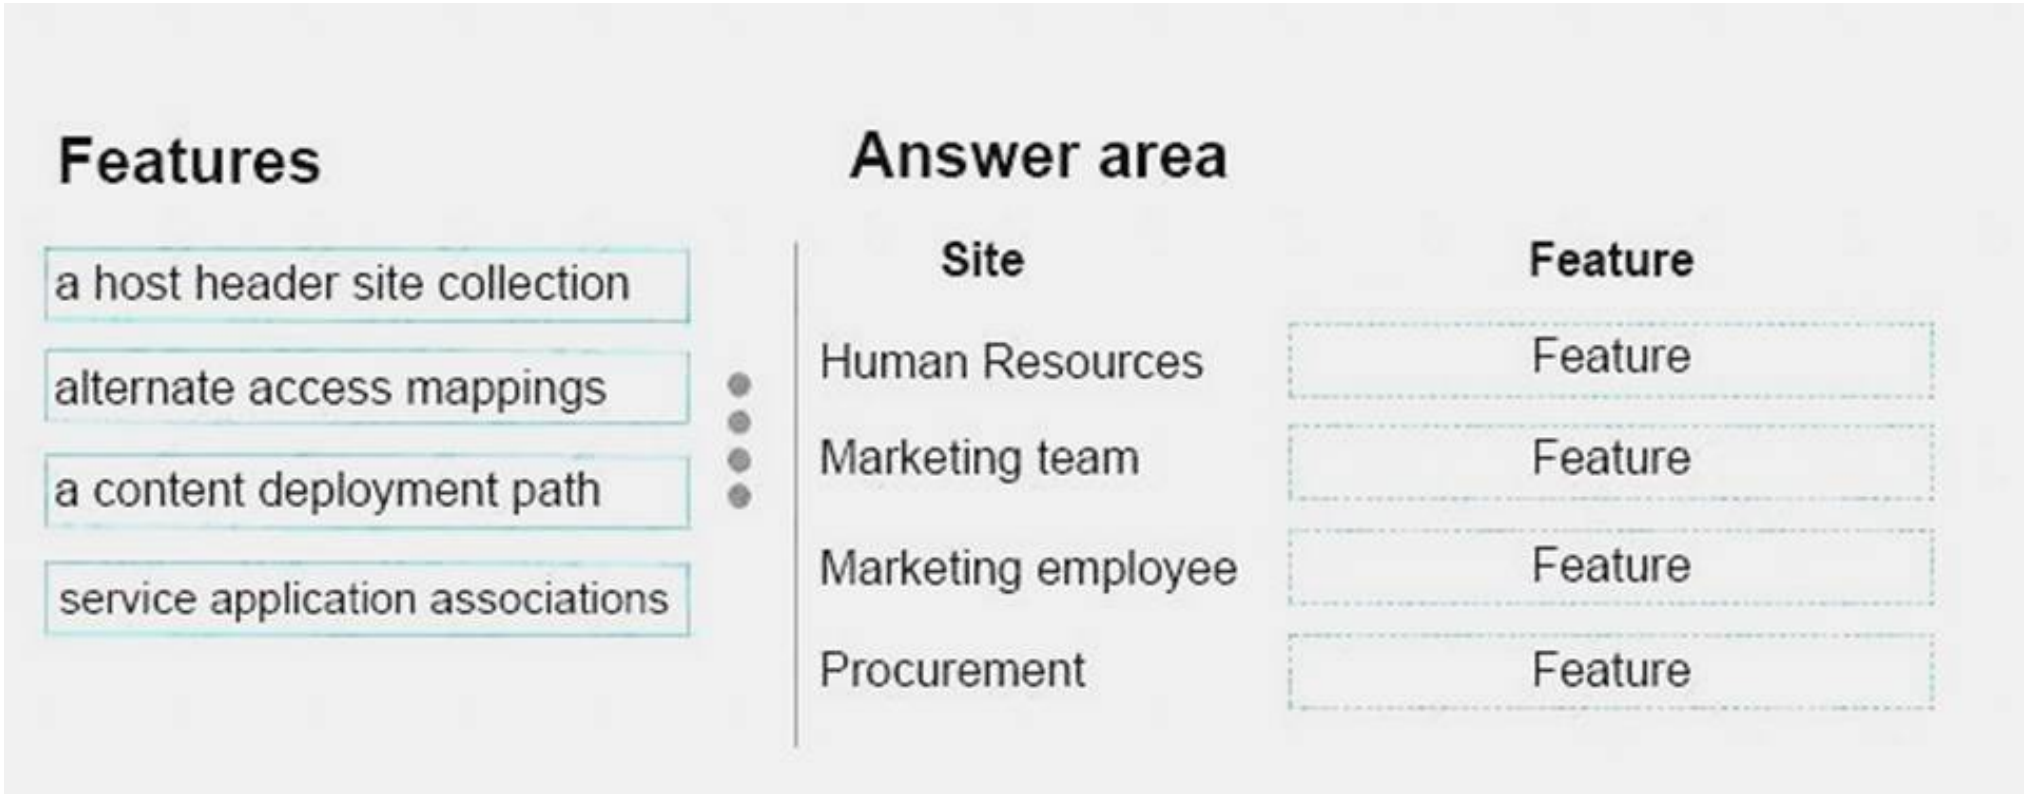 Features
a host header site collection
alternate access mappings
a content deployment path
service application associations
Answer area
Site Feature
Human Resources Feature
Marketing team Feature
Marketing employee Feature
Procurement Feature